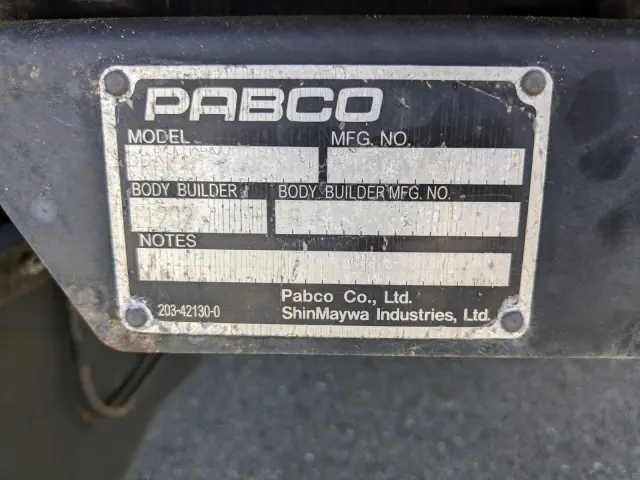 PABCO
MODEL MFG. NO.
BODY BUILDER BODY BUILDER MFG. NO.
NOTES
Pabco Co., Ltd.
203-42130-0 ShinMaywa Industries, Ltd.